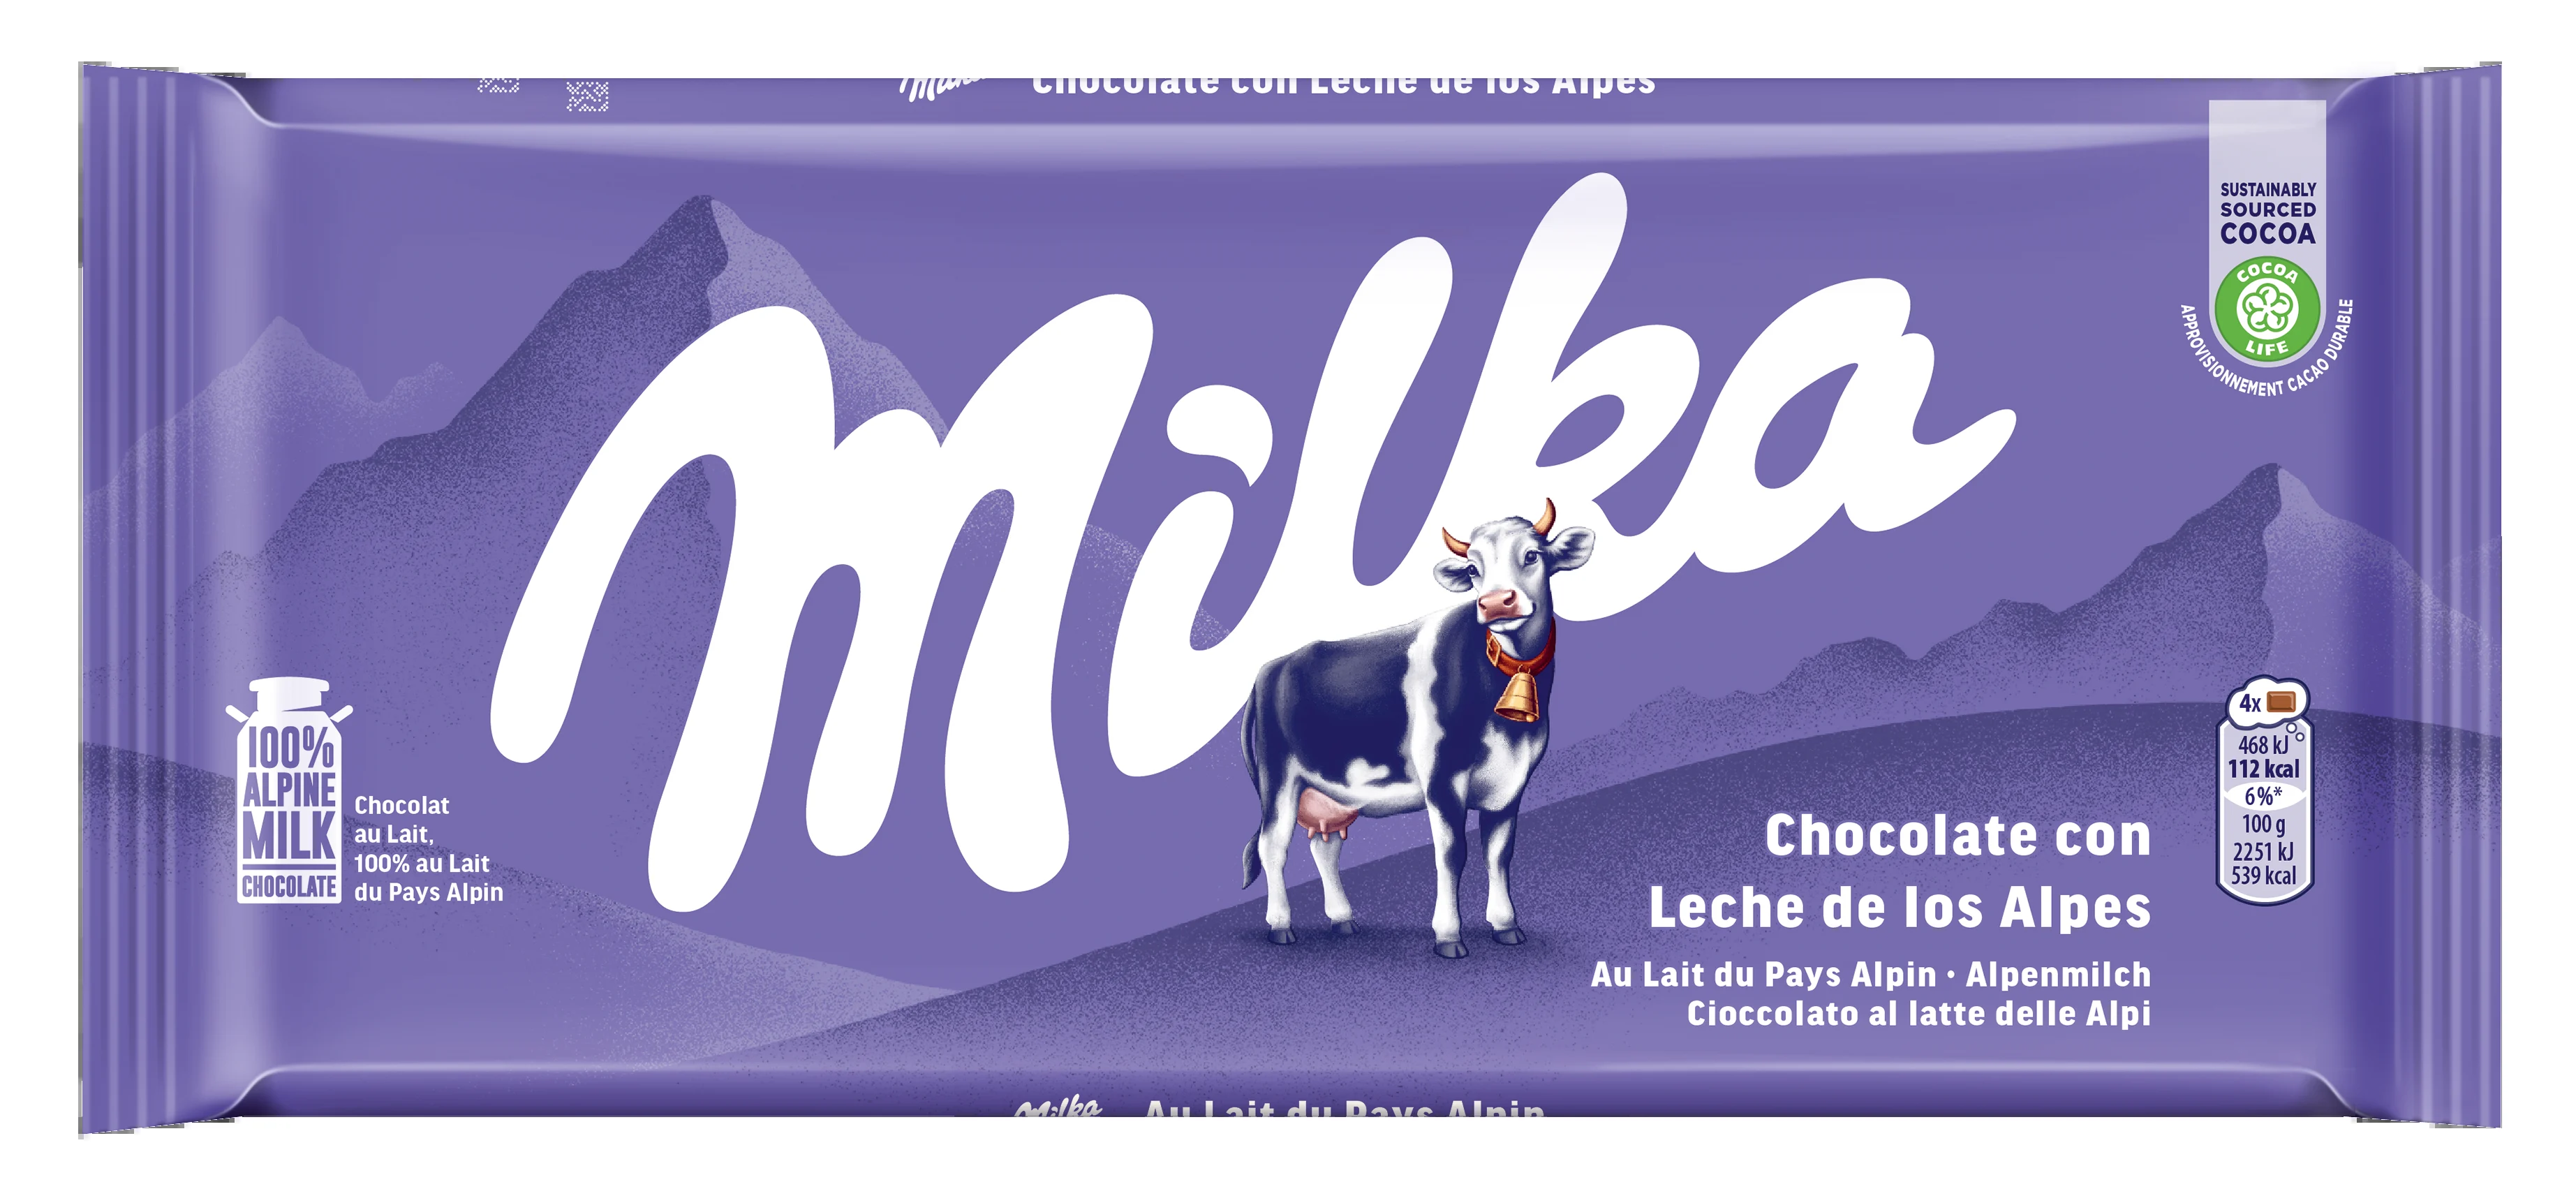 Milka Chocolate con Leche de los Alpes
SUSTAINABLY
SOURCED
COCOA
COCOA
LIFE
APPROVISIONNEMENT CACAO DURABLE
Milka
100%
ALPINE
MILK
CHOCOLATE
Chocolat
au Lait,
100% au Lait
du Pays Alpin
4x
468 kJ
112 kcal
6%*
100 g
2251 kJ
539 kcal
Chocolate con
Leche de los Alpes
Au Lait du Pays Alpin · Alpenmilch
Cioccolato al latte delle Alpi
Milka Au Lait du Pays Alpin